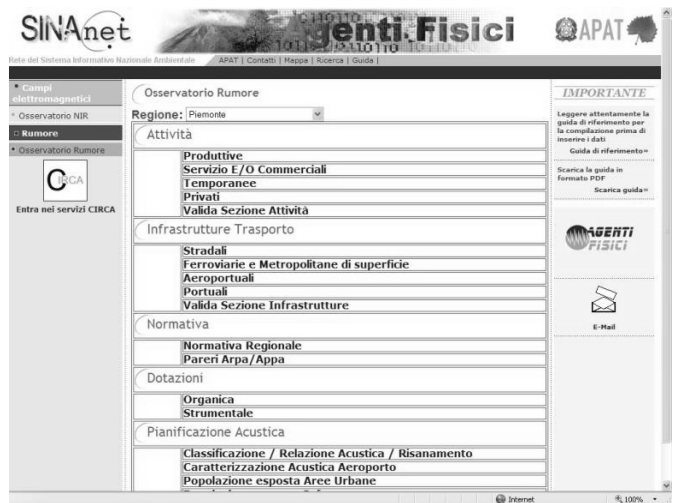 SINAnet
Agenti.Fisici
APAT
Rete del Sistema Informativo Nazionale Ambientale
APAT | Contatti | Mappa | Ricerca | Guida |
Campi
elettromagnetici
Osservatorio NIR
Rumore
Osservatorio Rumore
CIRCA
Entra nei servizi CIRCA
Osservatorio Rumore
Regione: Piemonte
Attività
Produttive
Servizio E/O Commerciali
Temporanee
Privati
Valida Sezione Attività
Infrastrutture Trasporto
Stradali
Ferroviarie e Metropolitane di superficie
Aeroportuali
Portuali
Valida Sezione Infrastrutture
Normativa
Normativa Regionale
Pareri Arpa/Appa
Dotazioni
Organica
Strumentale
Pianificazione Acustica
Classificazione / Relazione Acustica / Risanamento
Caratterizzazione Acustica Aeroporto
Popolazione esposta Aree Urbane
IMPORTANTE
Leggere attentamente la
guida di riferimento per
la compilazione prima di
inserire i dati
Guida di riferimento»
Scarica la guida in
formato PDF
Scarica guida»
AGENTI
FISICI
E-Mail
Internet
100%